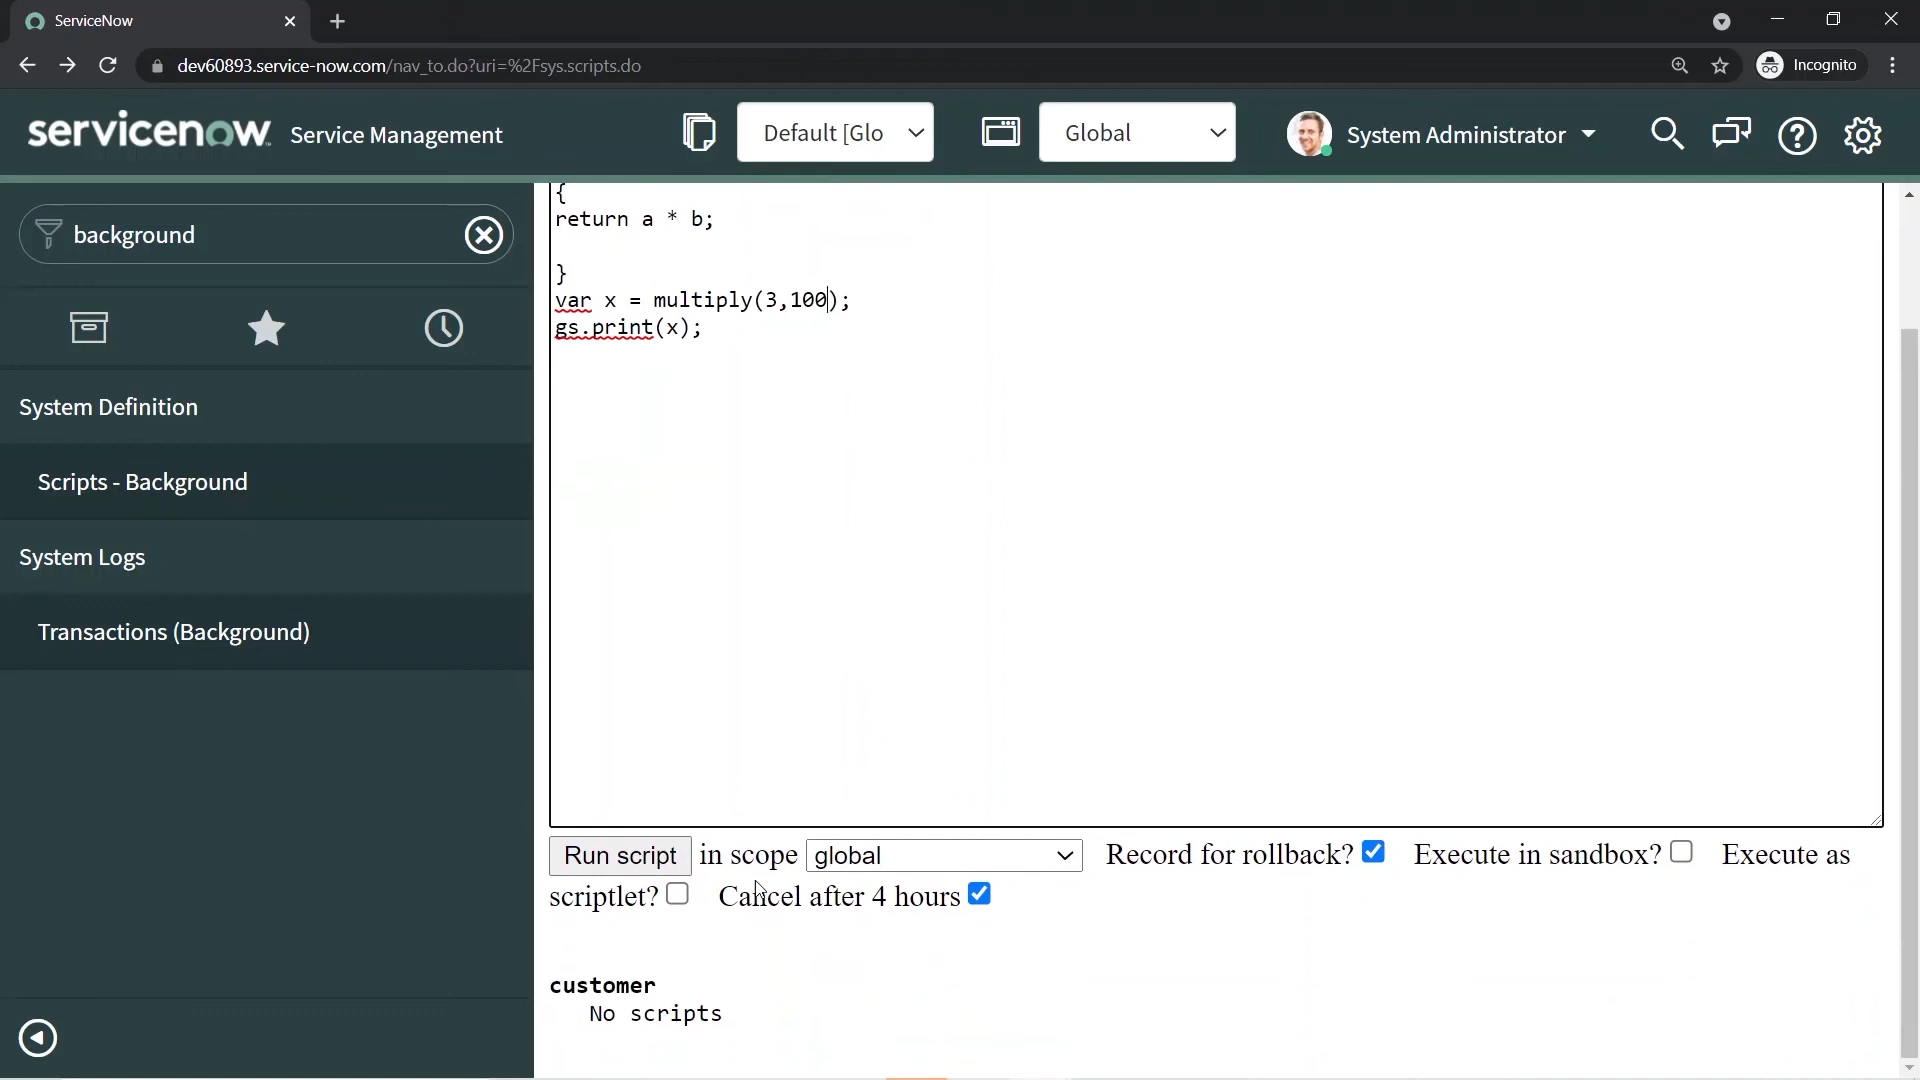 ServiceNow
dev60893.service-now.com/nav_to.do?uri=%2Fsys.scripts.do
Incognito
servicenow Service Management
Default [Glo
Global
System Administrator
background
System Definition
Scripts - Background
System Logs
Transactions (Background)
{
return a * b;
}
var x = multiply(3,100);
gs.print(x);
Run script in scope global Record for rollback? Execute in sandbox? Execute as
scriptlet? Cancel after 4 hours
customer
No scripts